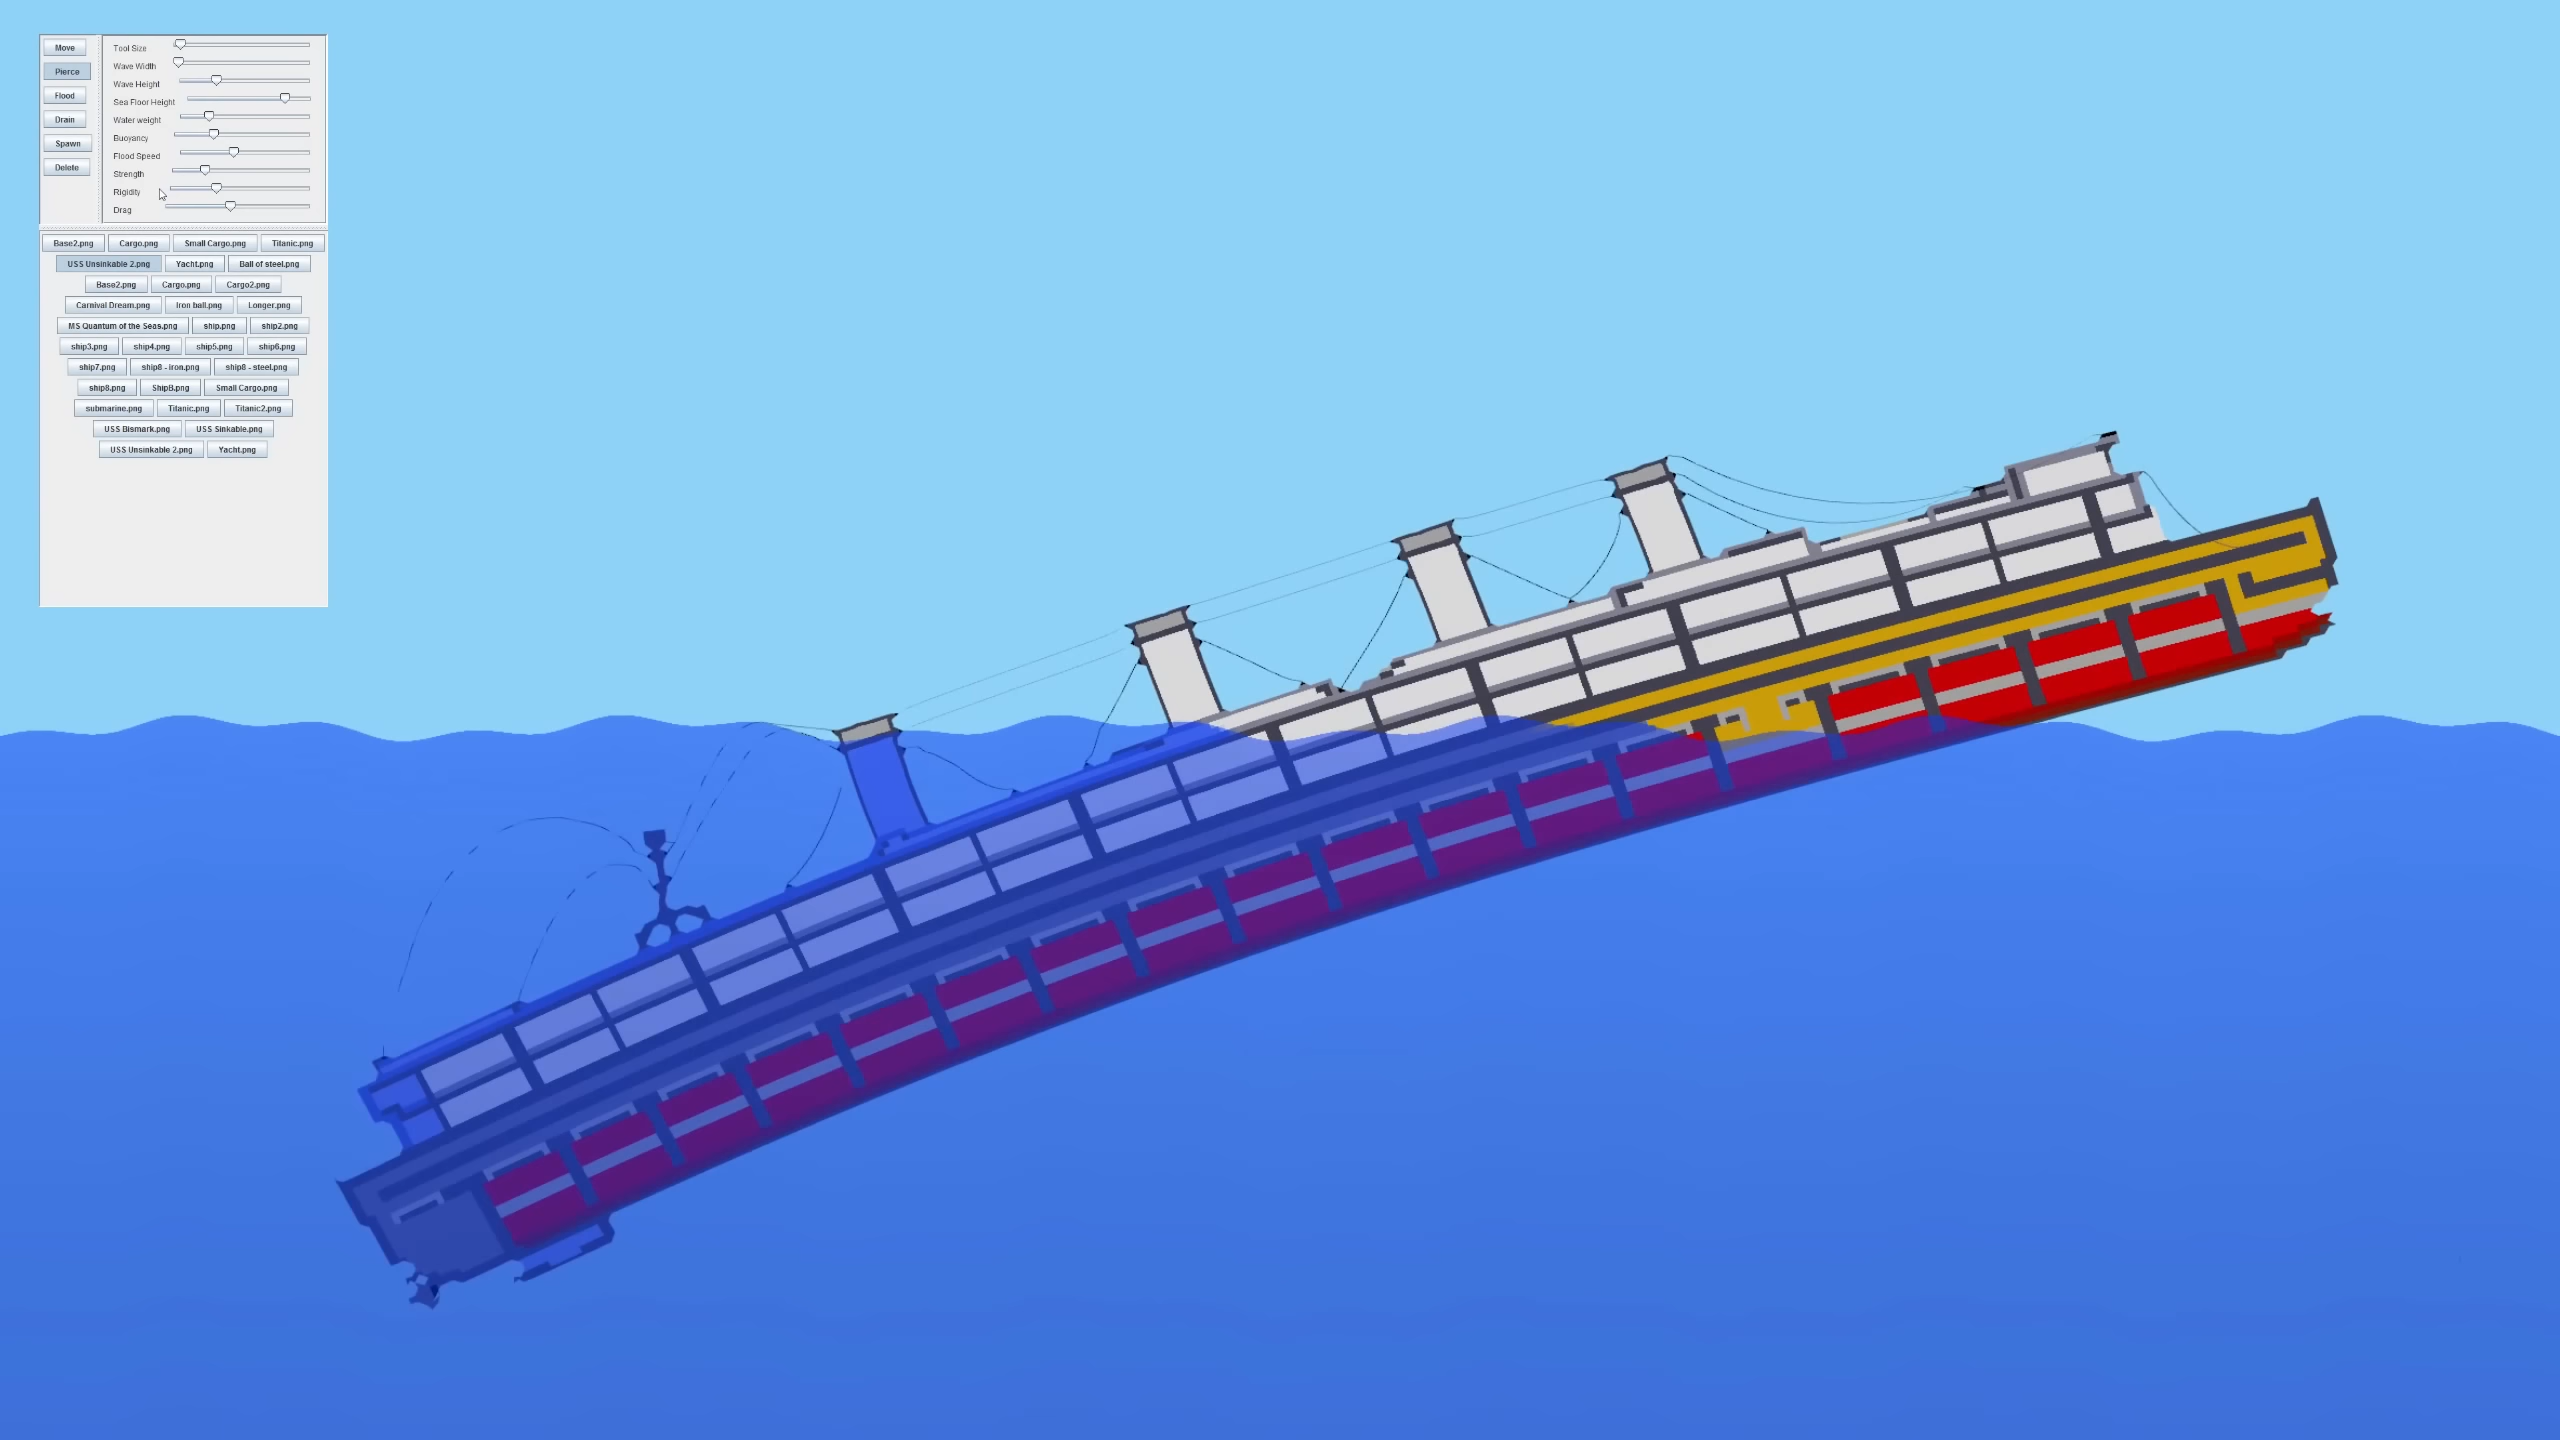 Move
Pierce
Flood
Drain
Spawn
Delete
Tool Size
Wave Width
Wave Height
Sea Floor Height
Water weight
Buoyancy
Flood Speed
Strength
Rigidity
Drag
Base2.png Cargo.png Small Cargo.png Titanic.png
USS Unsinkable 2.png Yacht.png Ball of steel.png
Base2.png Cargo.png Cargo2.png
Carnival Dream.png Iron ball.png Longer.png
MS Quantum of the Seas.png ship.png ship2.png
ship3.png ship4.png ship5.png ship6.png
ship7.png ship8 - iron.png ship8 - steel.png
ship8.png ShipB.png Small Cargo.png
submarine.png Titanic.png Titanic2.png
USS Bismark.png USS Sinkable.png
USS Unsinkable 2.png Yacht.png